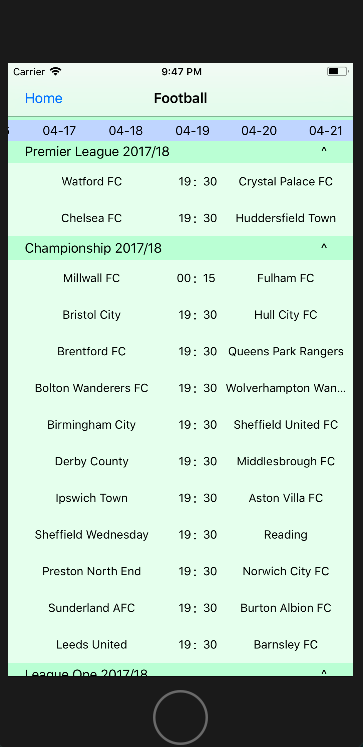 Carrier 9:47 PM
Home Football
04-17 04-18 04-19 04-20 04-21
Premier League 2017/18 ^
Watford FC 19: 30 Crystal Palace FC
Chelsea FC 19: 30 Huddersfield Town
Championship 2017/18 ^
Millwall FC 00: 15 Fulham FC
Bristol City 19: 30 Hull City FC
Brentford FC 19: 30 Queens Park Rangers
Bolton Wanderers FC 19: 30 Wolverhampton Wan...
Birmingham City 19: 30 Sheffield United FC
Derby County 19: 30 Middlesbrough FC
Ipswich Town 19: 30 Aston Villa FC
Sheffield Wednesday 19: 30 Reading
Preston North End 19: 30 Norwich City FC
Sunderland AFC 19: 30 Burton Albion FC
Leeds United 19: 30 Barnsley FC
League One 2017/18 ^